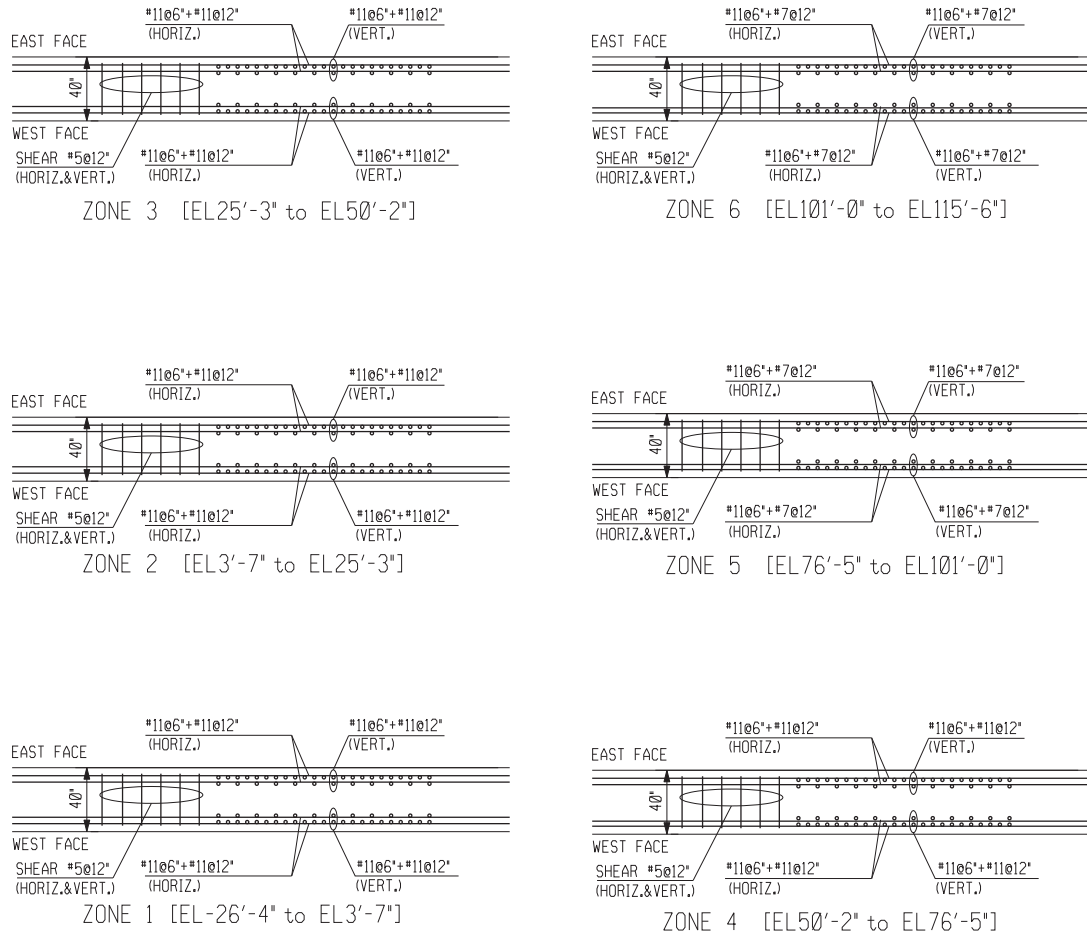 #11@6"+#11@12"
(HORIZ.)
#11@6"+#11@12"
(VERT.)
EAST FACE
40"
WEST FACE
SHEAR #5@12"
(HORIZ.&VERT.)
#11@6"+#11@12"
(HORIZ.)
#11@6"+#11@12"
(VERT.)
ZONE 3 [EL25'-3" to EL50'-2"]
#11@6"+#7@12"
(HORIZ.)
#11@6"+#7@12"
(VERT.)
EAST FACE
40"
WEST FACE
SHEAR #5@12"
(HORIZ.&VERT.)
#11@6"+#7@12"
(HORIZ.)
#11@6"+#7@12"
(VERT.)
ZONE 6 [EL101'-0" to EL115'-6"]
#11@6"+#11@12"
(HORIZ.)
#11@6"+#11@12"
(VERT.)
EAST FACE
40"
WEST FACE
SHEAR #5@12"
(HORIZ.&VERT.)
#11@6"+#11@12"
(HORIZ.)
#11@6"+#11@12"
(VERT.)
ZONE 2 [EL3'-7" to EL25'-3"]
#11@6"+#7@12"
(HORIZ.)
#11@6"+#7@12"
(VERT.)
EAST FACE
40"
WEST FACE
SHEAR #5@12"
(HORIZ.&VERT.)
#11@6"+#7@12"
(HORIZ.)
#11@6"+#7@12"
(VERT.)
ZONE 5 [EL76'-5" to EL101'-0"]
#11@6"+#11@12"
(HORIZ.)
#11@6"+#11@12"
(VERT.)
EAST FACE
40"
WEST FACE
SHEAR #5@12"
(HORIZ.&VERT.)
#11@6"+#11@12"
(HORIZ.)
#11@6"+#11@12"
(VERT.)
ZONE 1 [EL-26'-4" to EL3'-7"]
#11@6"+#11@12"
(HORIZ.)
#11@6"+#11@12"
(VERT.)
EAST FACE
40"
WEST FACE
SHEAR #5@12"
(HORIZ.&VERT.)
#11@6"+#11@12"
(HORIZ.)
#11@6"+#11@12"
(VERT.)
ZONE 4 [EL50'-2" to EL76'-5"]